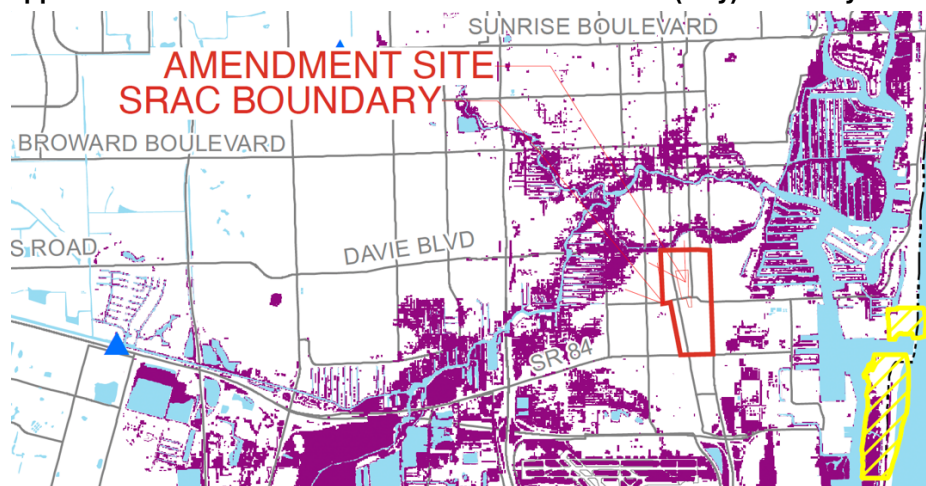 SUNRISE BOULEVARD
AMENDMENT SITE
SRAC BOUNDARY
BROWARD BOULEVARD
S ROAD
DAVIE BLVD
SR 84